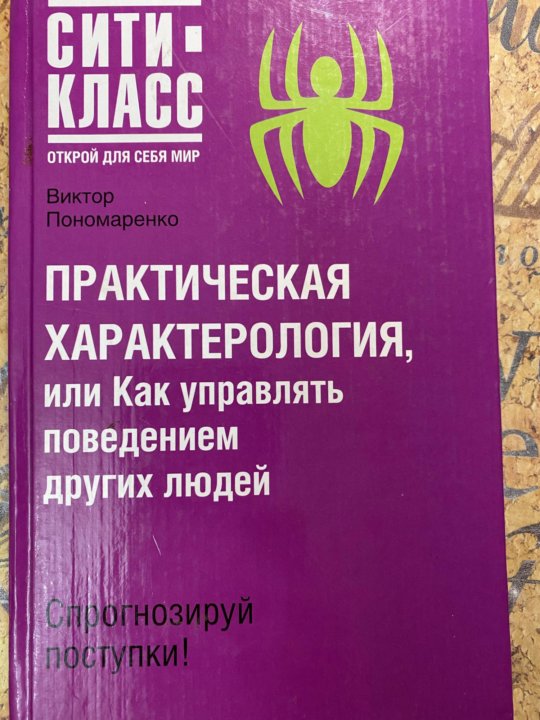 СИТИ
КЛАСС
ОТКРОЙ ДЛЯ СЕБЯ МИР
Виктор
Пономаренко
ПРАКТИЧЕСКАЯ
ХАРАКТЕРОЛОГИЯ,
или Как управлять
поведением
других людей
Спрогнозируй
поступки!